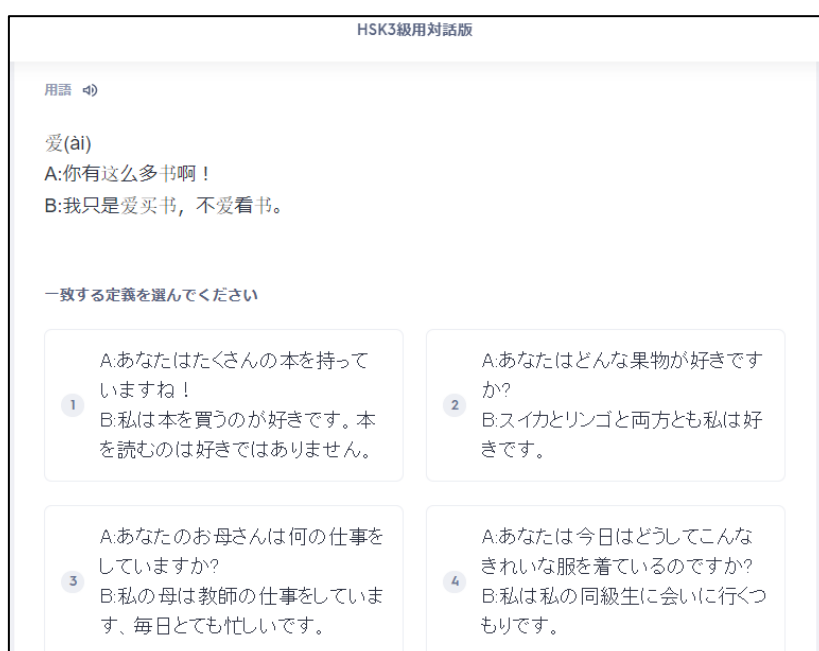 HSK3級用対話版
用語
爱(ài)
A:你有这么多书啊！
B:我只是爱买书，不爱看书。
一致する定義を選んでください
1
A:あなたはたくさんの本を持って
いますね！
B:私は本を買うのが好きです。本
を読むのは好きではありません。
2
A:あなたはどんな果物が好きです
か?
B:スイカとリンゴと両方とも私は好
きです。
3
A:あなたのお母さんは何の仕事を
していますか?
B:私の母は教師の仕事をしていま
す、毎日とても忙しいです。
4
A:あなたは今日はどうしてこんな
きれいな服を着ているのですか?
B:私は私の同級生に会いに行くつ
もりです。